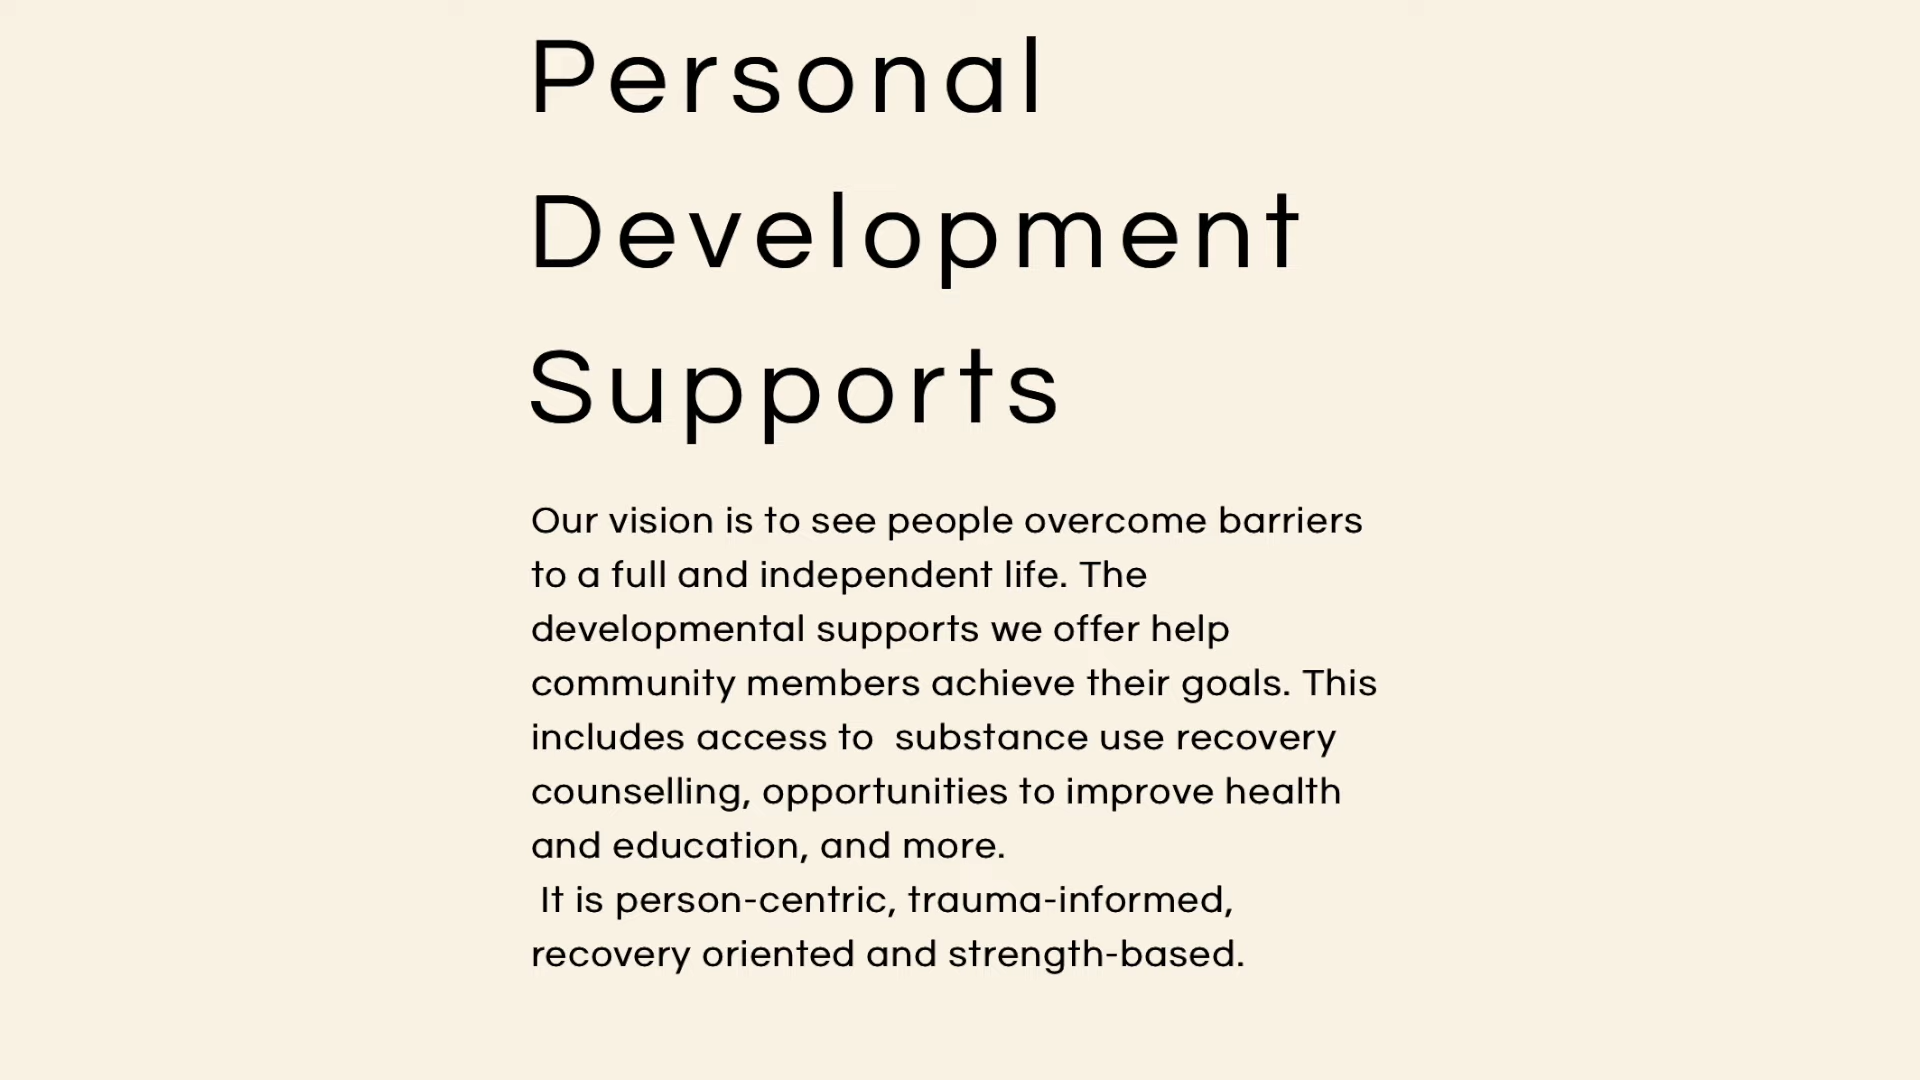 Personal
Development
Supports
Our vision is to see people overcome barriers
to a full and independent life. The
developmental supports we offer help
community members achieve their goals. This
includes access to  substance use recovery
counselling, opportunities to improve health
and education, and more.
It is person-centric, trauma-informed,
recovery oriented and strength-based.